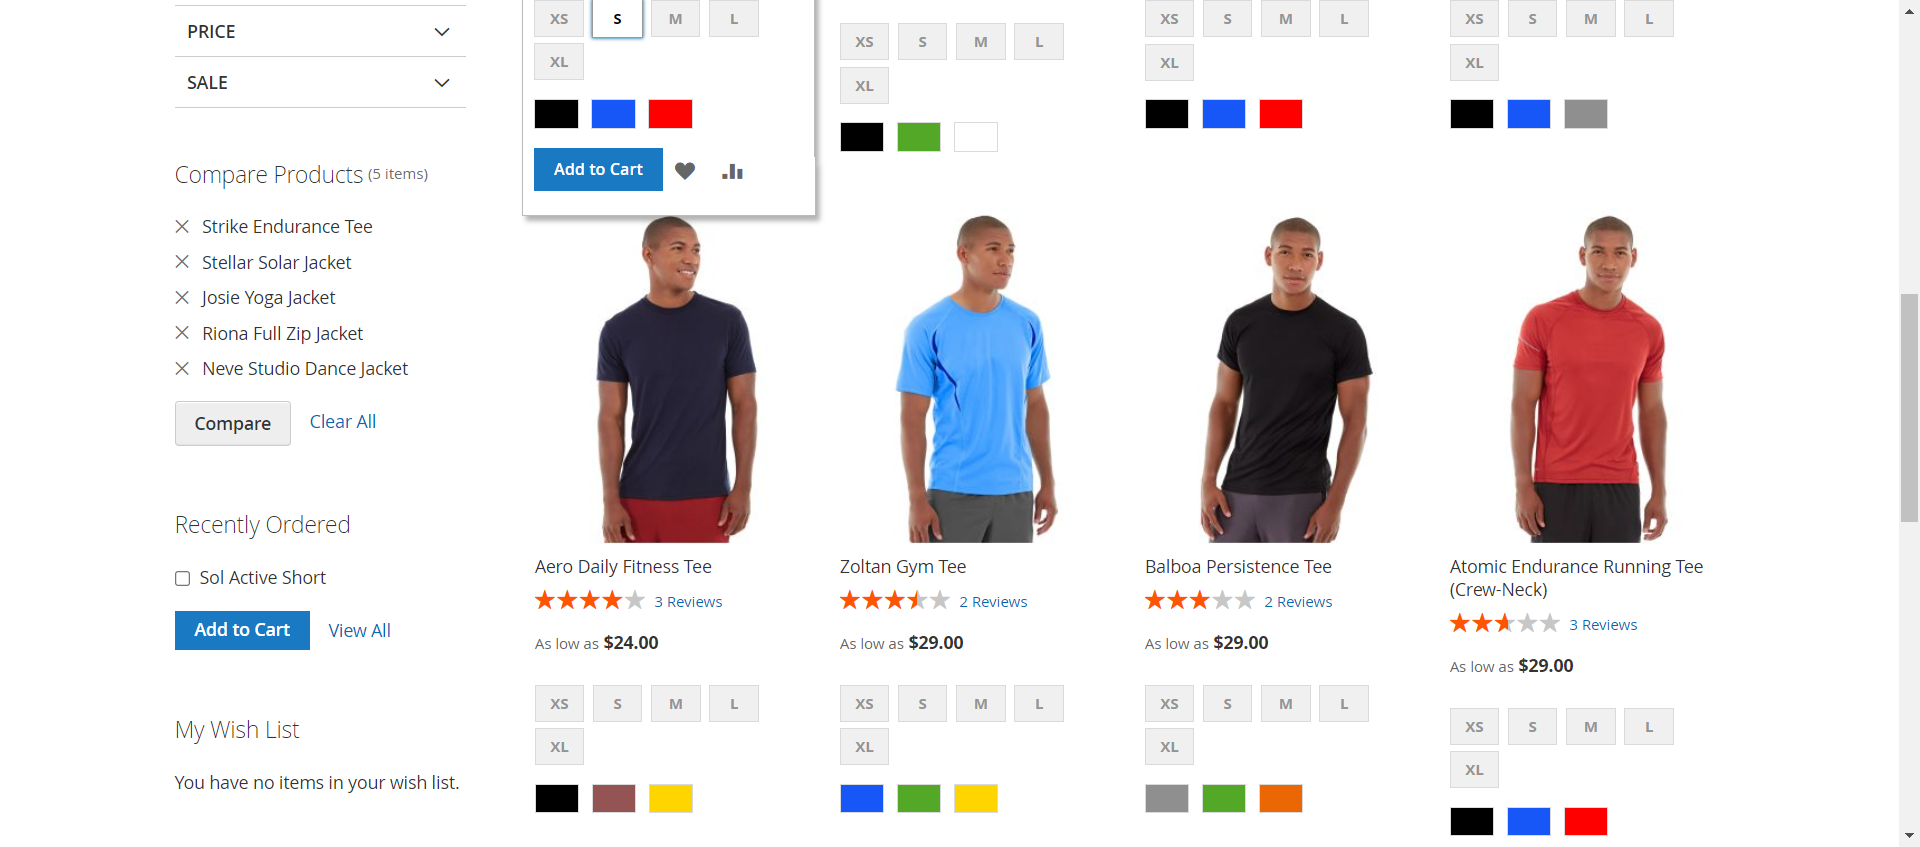 PRICE
SALE
Compare Products (5 items)
Strike Endurance Tee
Stellar Solar Jacket
Josie Yoga Jacket
Riona Full Zip Jacket
Neve Studio Dance Jacket
Compare Clear All
Recently Ordered
Sol Active Short
Add to Cart View All
My Wish List
You have no items in your wish list.
XS S M L
XL
Add to Cart
XS S M L
XL
XS S M L
XL
XS S M L
XL
Aero Daily Fitness Tee
3 Reviews
As low as $24.00
XS S M L
XL
Zoltan Gym Tee
2 Reviews
As low as $29.00
XS S M L
XL
Balboa Persistence Tee
2 Reviews
As low as $29.00
XS S M L
XL
Atomic Endurance Running Tee
(Crew-Neck)
3 Reviews
As low as $29.00
XS S M L
XL